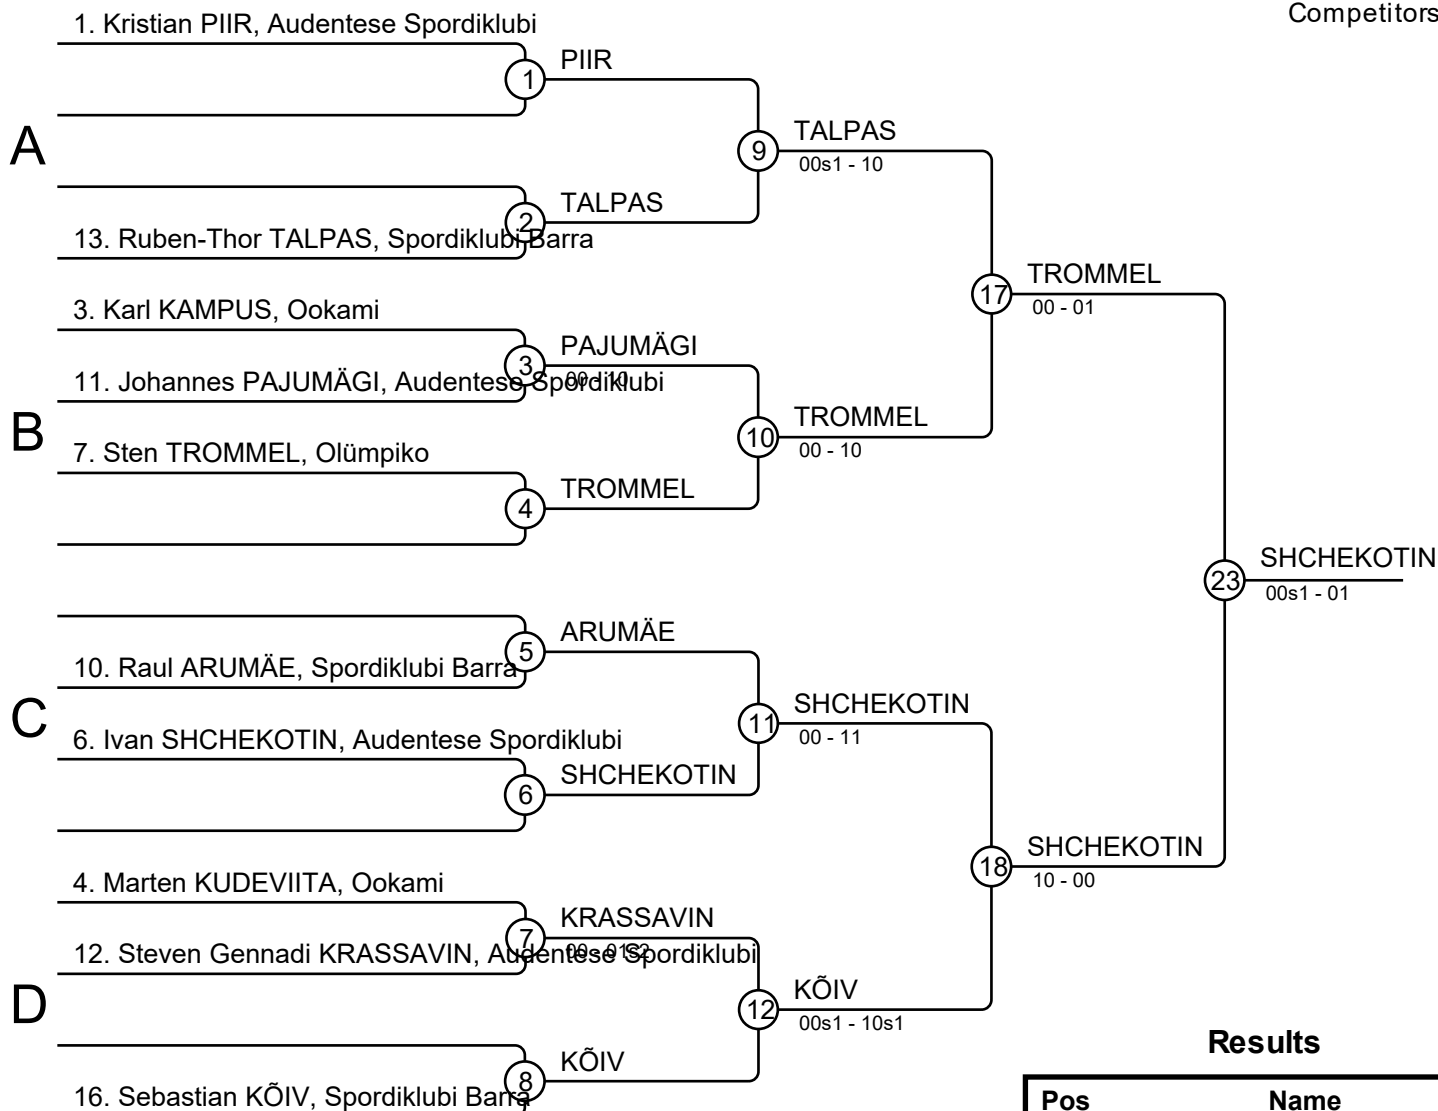 Competitors
1. Kristian PIIR, Audentese Spordiklubi
1
PIIR
A
9
TALPAS
00s1 - 10
2
TALPAS
13. Ruben-Thor TALPAS, Spordiklubi Barra
17
TROMMEL
00 - 01
3. Karl KAMPUS, Ookami
3
PAJUMÄGI
00 - 10
11. Johannes PAJUMÄGI, Audentese Spordiklubi
B
10
TROMMEL
00 - 10
7. Sten TROMMEL, Olümpiko
4
TROMMEL
23
SHCHEKOTIN
00s1 - 01
5
ARUMÄE
10. Raul ARUMÄE, Spordiklubi Barra
C
11
SHCHEKOTIN
00 - 11
6. Ivan SHCHEKOTIN, Audentese Spordiklubi
6
SHCHEKOTIN
18
SHCHEKOTIN
10 - 00
4. Marten KUDEVIITA, Ookami
7
KRASSAVIN
00 - 01s2
12. Steven Gennadi KRASSAVIN, Audentese Spordiklubi
D
12
KÕIV
00s1 - 10s1
8
KÕIV
16. Sebastian KÕIV, Spordiklubi Barra
Results
Pos Name